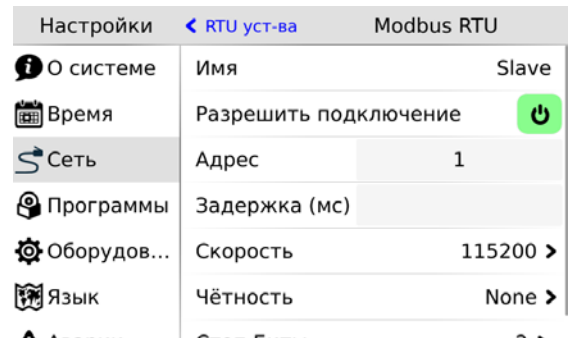 Настройки
RTU уст-ва
Modbus RTU
О системе
Время
Сеть
Программы
Оборудов...
Язык
Имя Slave
Разрешить подключение
Адрес 1
Задержка (мс)
Скорость 115200
Чётность None